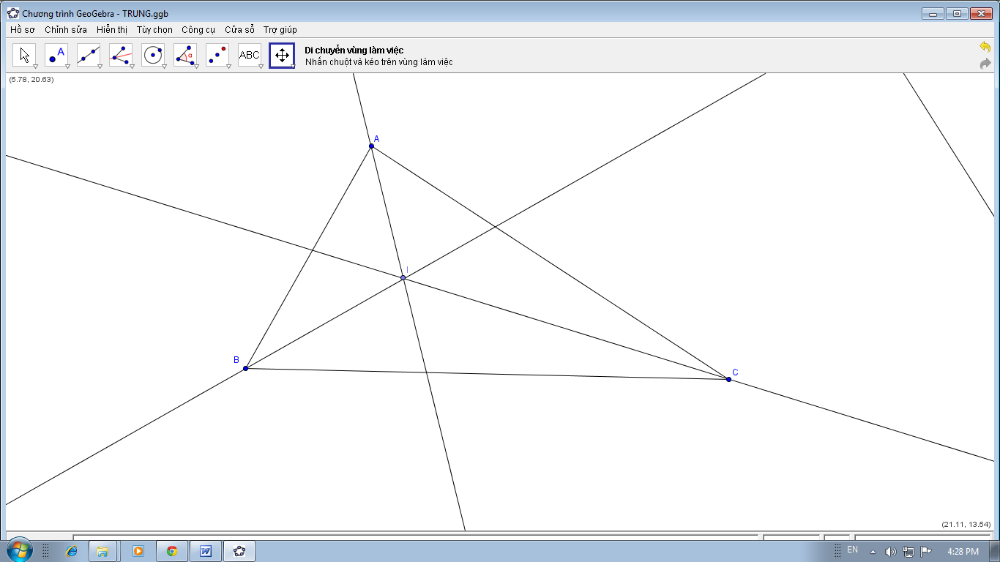 Chương trình GeoGebra - TRUNG.ggb
Hồ sơ Chỉnh sửa Hiển thị Tùy chọn Công cụ Cửa sổ Trợ giúp
A α ABC
Di chuyển vùng làm việc
Nhấn chuột và kéo trên vùng làm việc
(5.78, 20.63)
A
I
B
C
(21.11, 13.54)
EN 4:28 PM